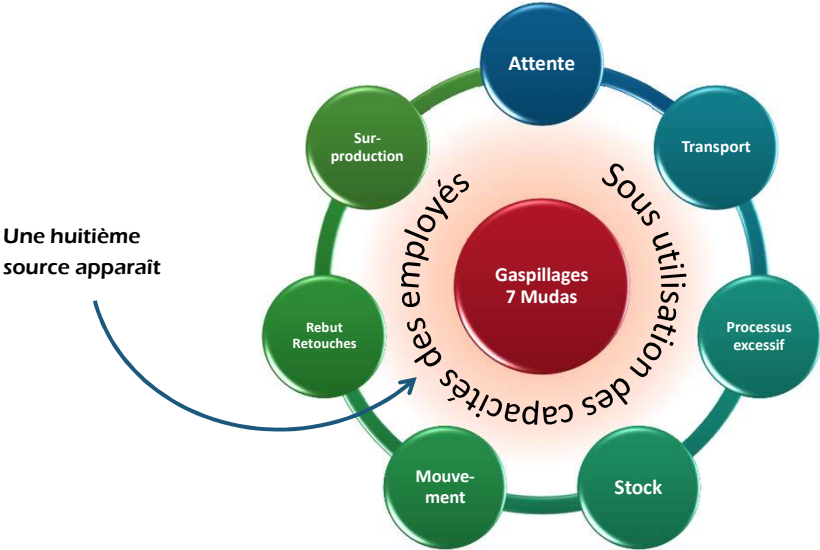 Attente
Transport
Processus
excessif
Stock
Mouve-
ment
Rebut
Retouches
Sur-
production
Sous utilisation des capacités des employés
Gaspillages
7 Mudas
Une huitième
source apparaît